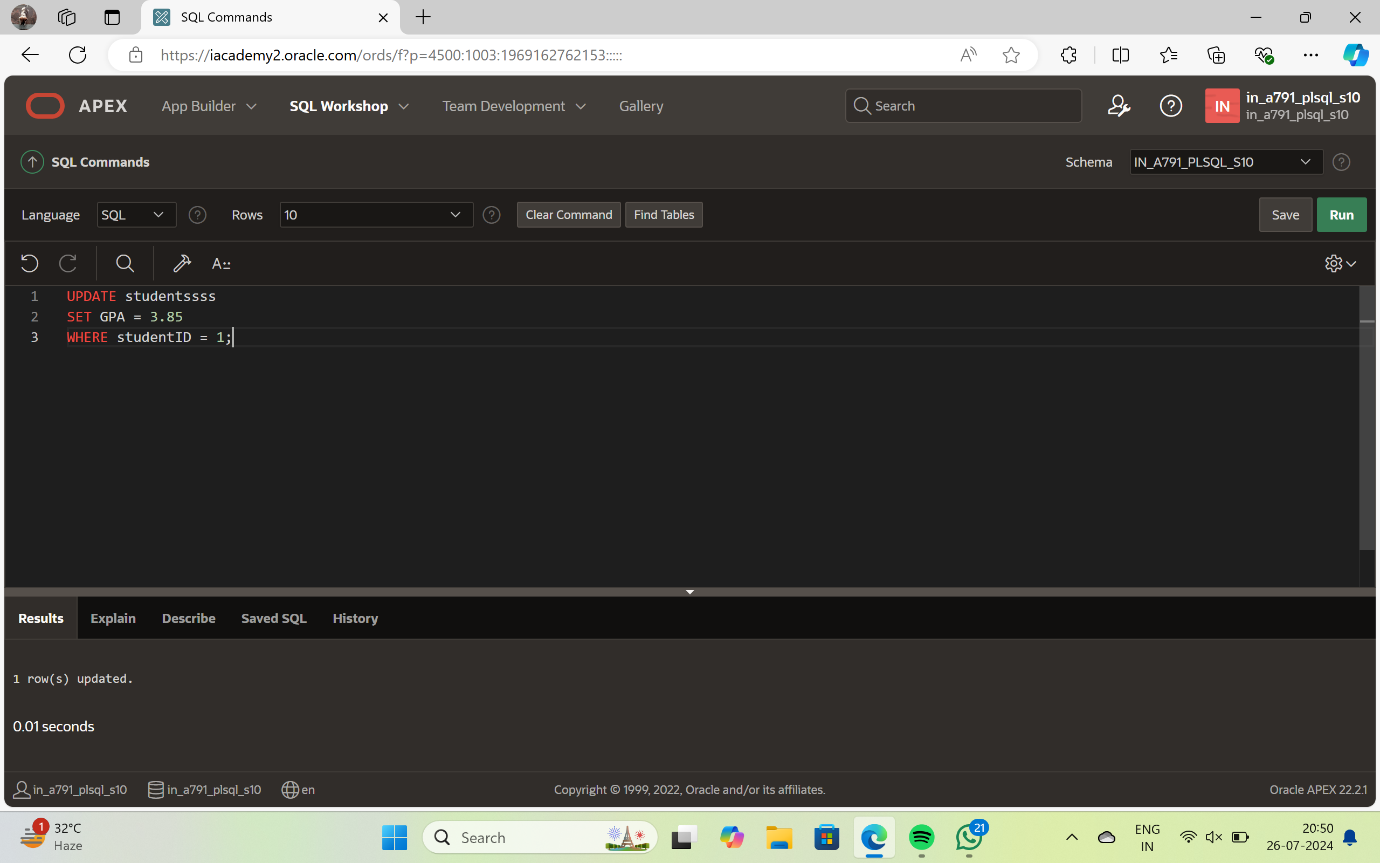 SQL Commands
https://iacademy2.oracle.com/ords/f?p=4500:1003:1969162762153:::::
APEX App Builder SQL Workshop Team Development Gallery Search IN in_a791_plsql_s10
in_a791_plsql_s10
SQL Commands Schema IN_A791_PLSQL_S10
Language SQL Rows 10 Clear Command Find Tables Save Run
A::
1 UPDATE studentssss
2 SET GPA = 3.85
3 WHERE studentID = 1;
Results Explain Describe Saved SQL History
1 row(s) updated.
0.01 seconds
in_a791_plsql_s10 in_a791_plsql_s10 en Copyright © 1999, 2022, Oracle and/or its affiliates. Oracle APEX 22.2.1
1 32°C
Haze
Search
21
ENG
IN
20:50
26-07-2024